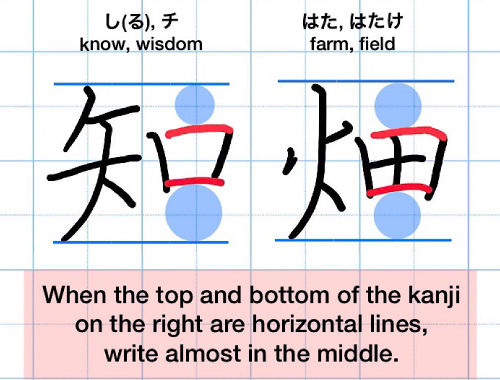 し(る), チ
know, wisdom
はた, はたけ
farm, field
知
畑
When the top and bottom of the kanji
on the right are horizontal lines,
write almost in the middle.